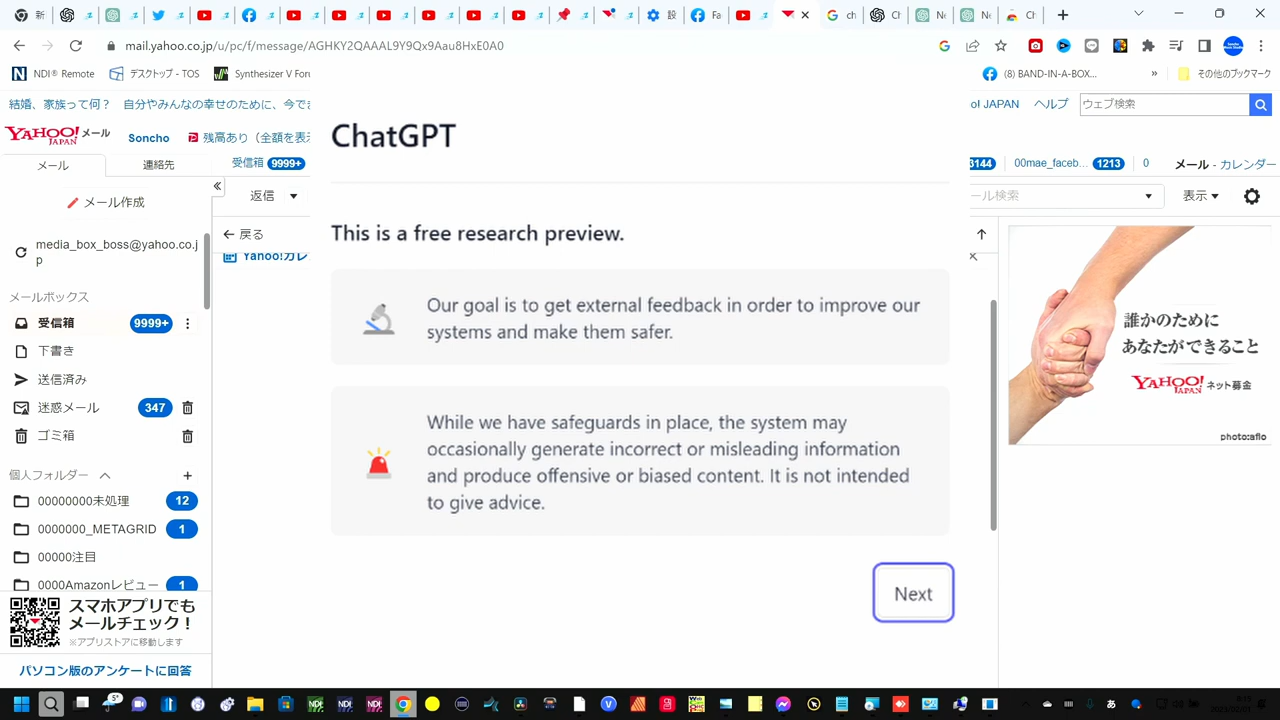 新
Fa
設
ch
Ch
Ne
Ne
Ch
mail.yahoo.co.jp/u/pc/f/message/AGHKY2QAAAL9Y9Qx9Aau8HxE0A0
NDI® Remote
デスクトップ - TOS
Synthesizer V Foru
(8) BAND-IN-A-BOX...
»
その他のブックマーク
結婚、家族って何？ 自分やみんなの幸せのために、今でき
o! JAPAN
ヘルプ
ウェブ検索
YAHOO! JAPAN メール
Soncho
残高あり（全額を表示
メール
連絡先
受信箱 9999+
3144
00mae_faceb... 1213
0
メール - カレンダー
メール作成
返信
ール検索
表示
戻る
Yahoo!カレ
media_box_boss@yahoo.co.j
p
メールボックス
受信箱 9999+
下書き
送信済み
迷惑メール 347
ゴミ箱
個人フォルダー
00000000未処理 12
0000000_METAGRID 1
00000注目
0000Amazonレビュー 1
スマホアプリでも
メールチェック！
※アプリストアに移動します
パソコン版のアンケートに回答
ChatGPT
This is a free research preview.
Our goal is to get external feedback in order to improve our
systems and make them safer.
While we have safeguards in place, the system may
occasionally generate incorrect or misleading information
and produce offensive or biased content. It is not intended
to give advice.
Next
誰かのために
あなたができること
YAHOO! JAPAN ネット募金
photo:aflo
5°
あ